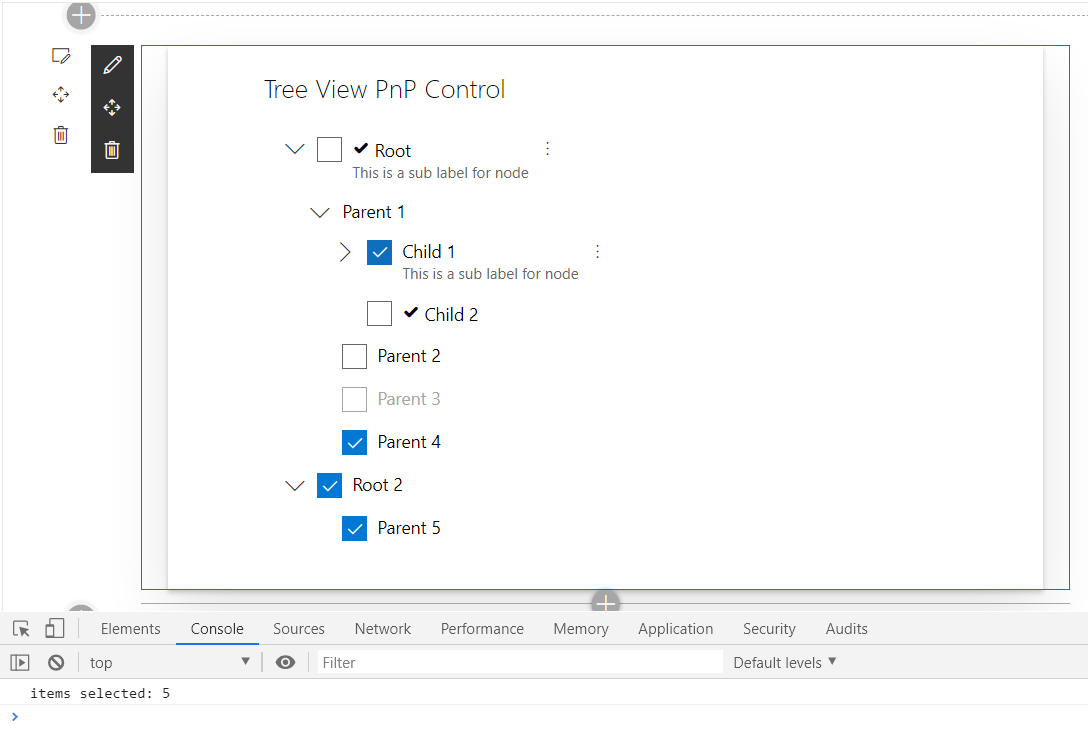 Tree View PnP Control
Root
This is a sub label for node
Parent 1
Child 1
This is a sub label for node
Child 2
Parent 2
Parent 3
Parent 4
Root 2
Parent 5
Elements Console Sources Network Performance Memory Application Security Audits
top Filter Default levels
items selected: 5